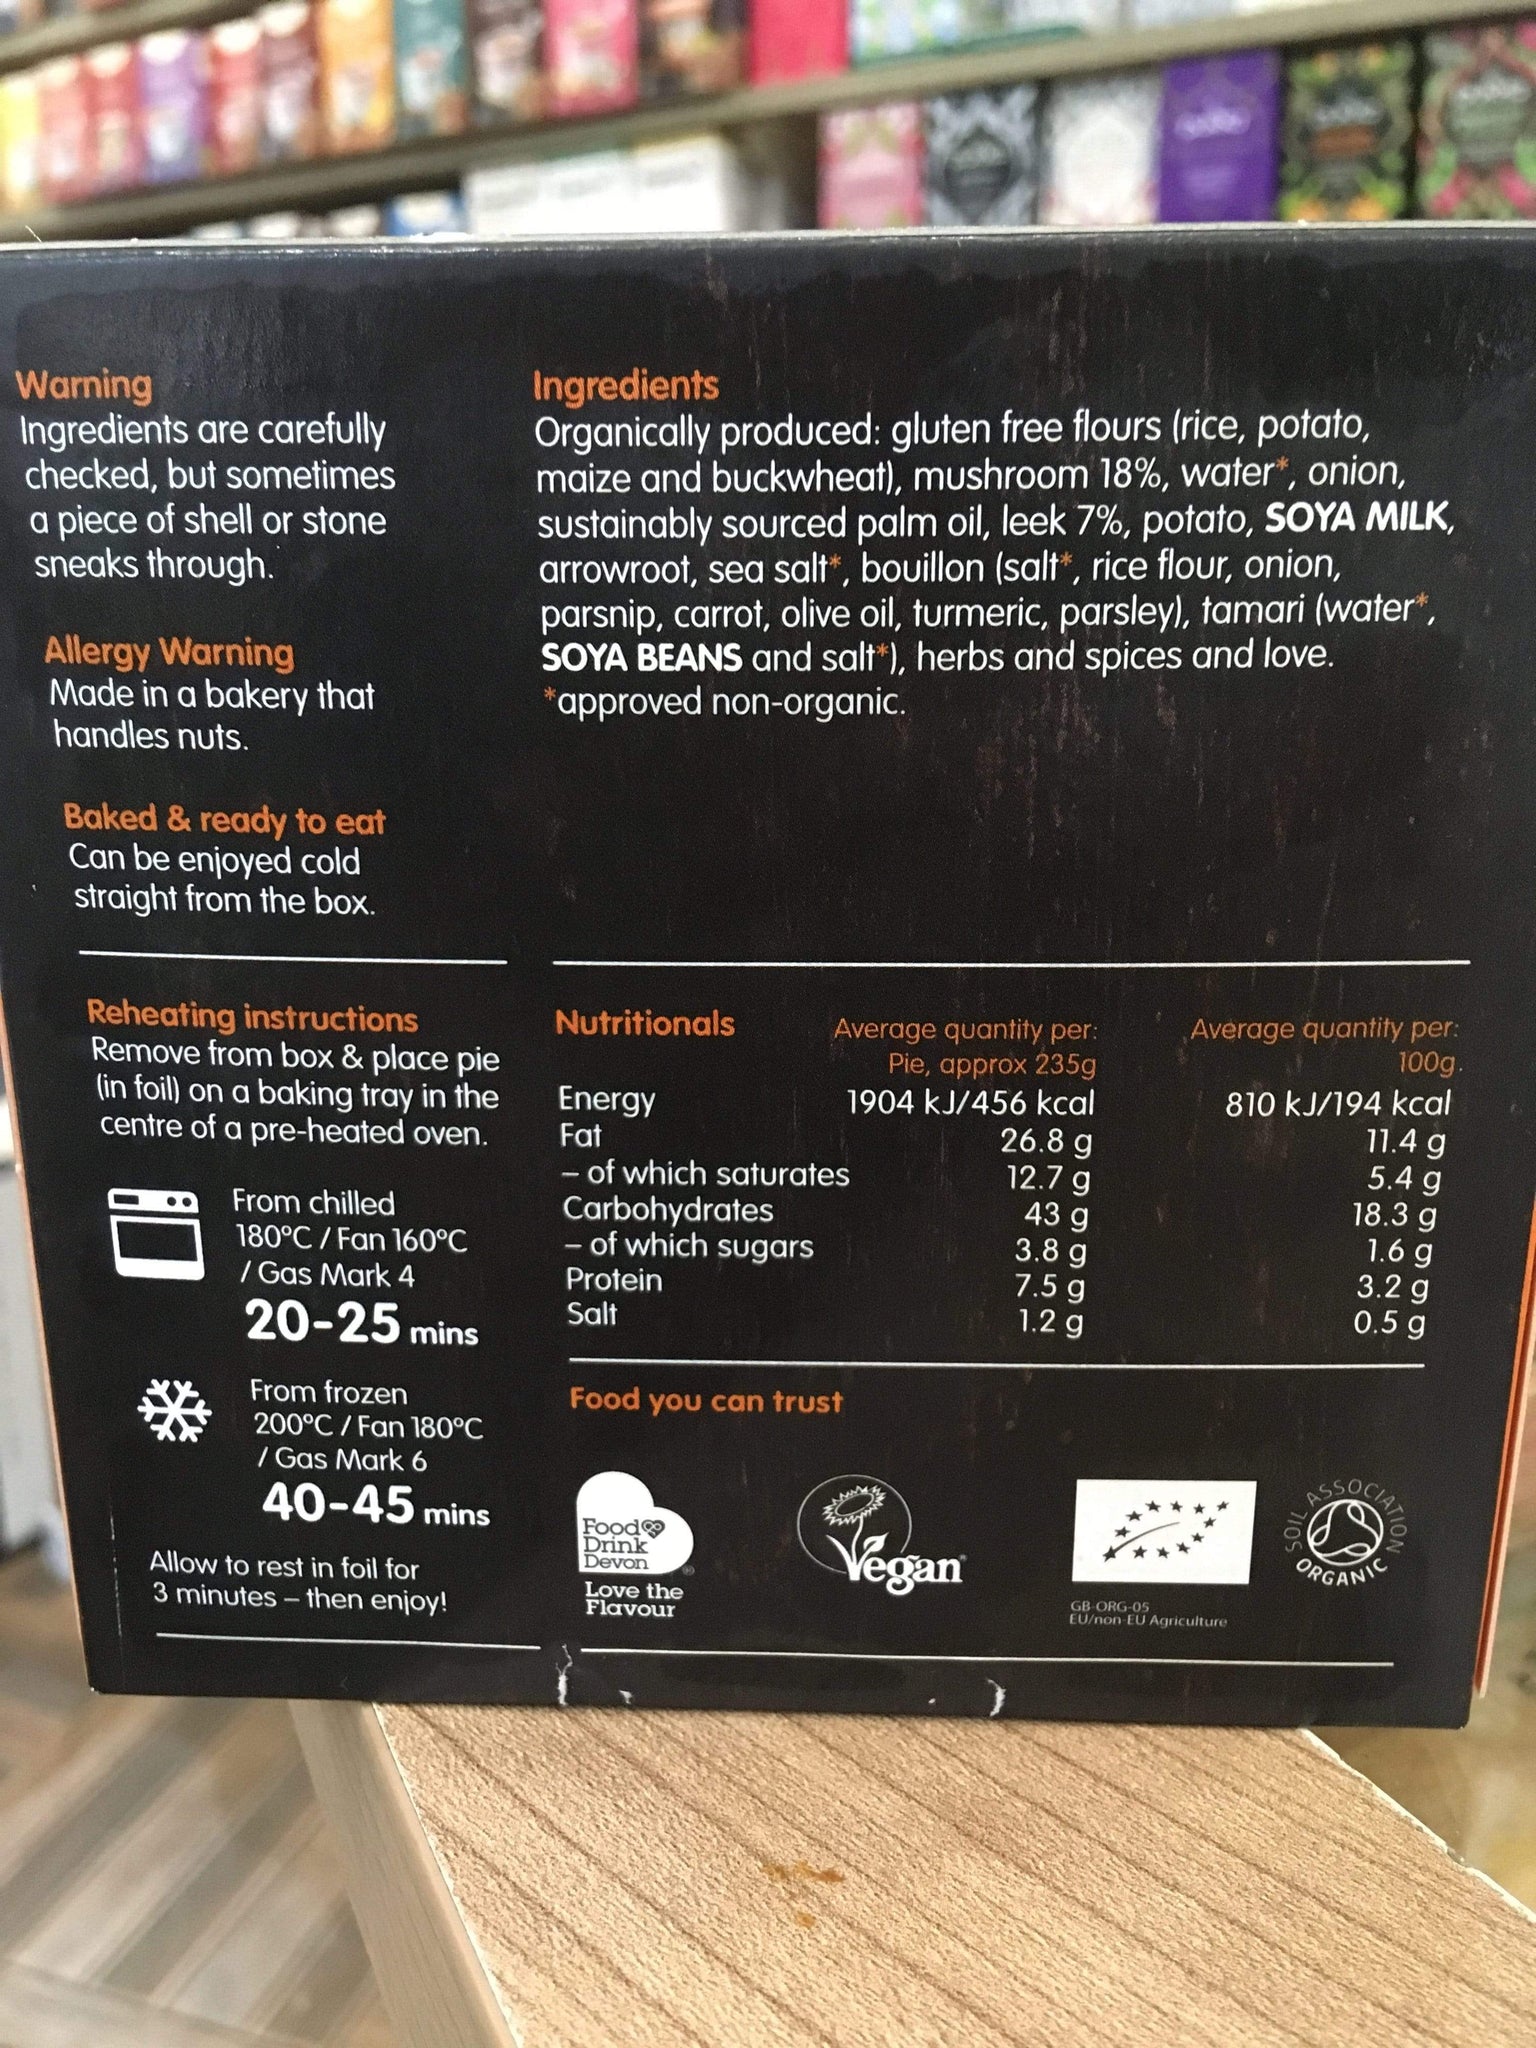 Warning
Ingredients are carefully
checked, but sometimes
a piece of shell or stone
sneaks through.
Allergy Warning
Made in a bakery that
handles nuts.
Baked & ready to eat
Can be enjoyed cold
straight from the box.
Ingredients
Organically produced: gluten free flours (rice, potato,
maize and buckwheat), mushroom 18%, water*, onion,
sustainably sourced palm oil, leek 7%, potato, SOYA MILK,
arrowroot, sea salt*, bouillon (salt*, rice flour, onion,
parsnip, carrot, olive oil, turmeric, parsley), tamari (water*,
SOYA BEANS and salt*), herbs and spices and love.
*approved non-organic.
Reheating instructions
Remove from box & place pie
(in foil) on a baking tray in the
centre of a pre-heated oven.
From chilled
180°C / Fan 160°C
/ Gas Mark 4
20-25 mins
From frozen
200°C / Fan 180°C
/ Gas Mark 6
40-45 mins
Allow to rest in foil for
3 minutes – then enjoy!
Nutritionals Average quantity per: Average quantity per:
Pie, approx 235g 100g.
Energy 1904 kJ/456 kcal 810 kJ/194 kcal
Fat 26.8 g 11.4 g
– of which saturates 12.7 g 5.4 g
Carbohydrates 43 g 18.3 g
– of which sugars 3.8 g 1.6 g
Protein 7.5 g 3.2 g
Salt 1.2 g 0.5 g
Food you can trust
Food
Drink
Devon
®
Love the
Flavour
Vegan
GB-ORG-05
EU/non-EU Agriculture
SOIL ASSOCIATION
ORGANIC